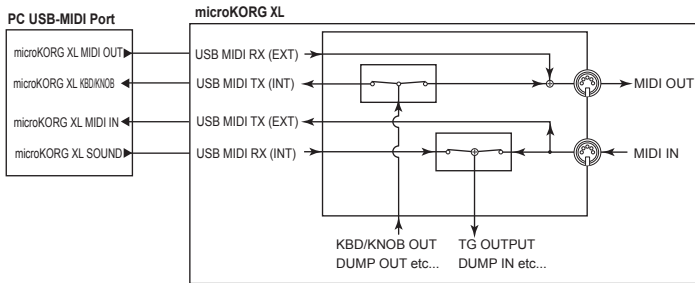 microKORG XL
PC USB-MIDI Port
microKORG XL MIDI OUT
USB MIDI RX (EXT)
microKORG XL KBD/KNOB
USB MIDI TX (INT)
MIDI OUT
microKORG XL MIDI IN
USB MIDI TX (EXT)
microKORG XL SOUND
USB MIDI RX (INT)
MIDI IN
KBD/KNOB OUT
DUMP OUT etc...
TG OUTPUT
DUMP IN etc...